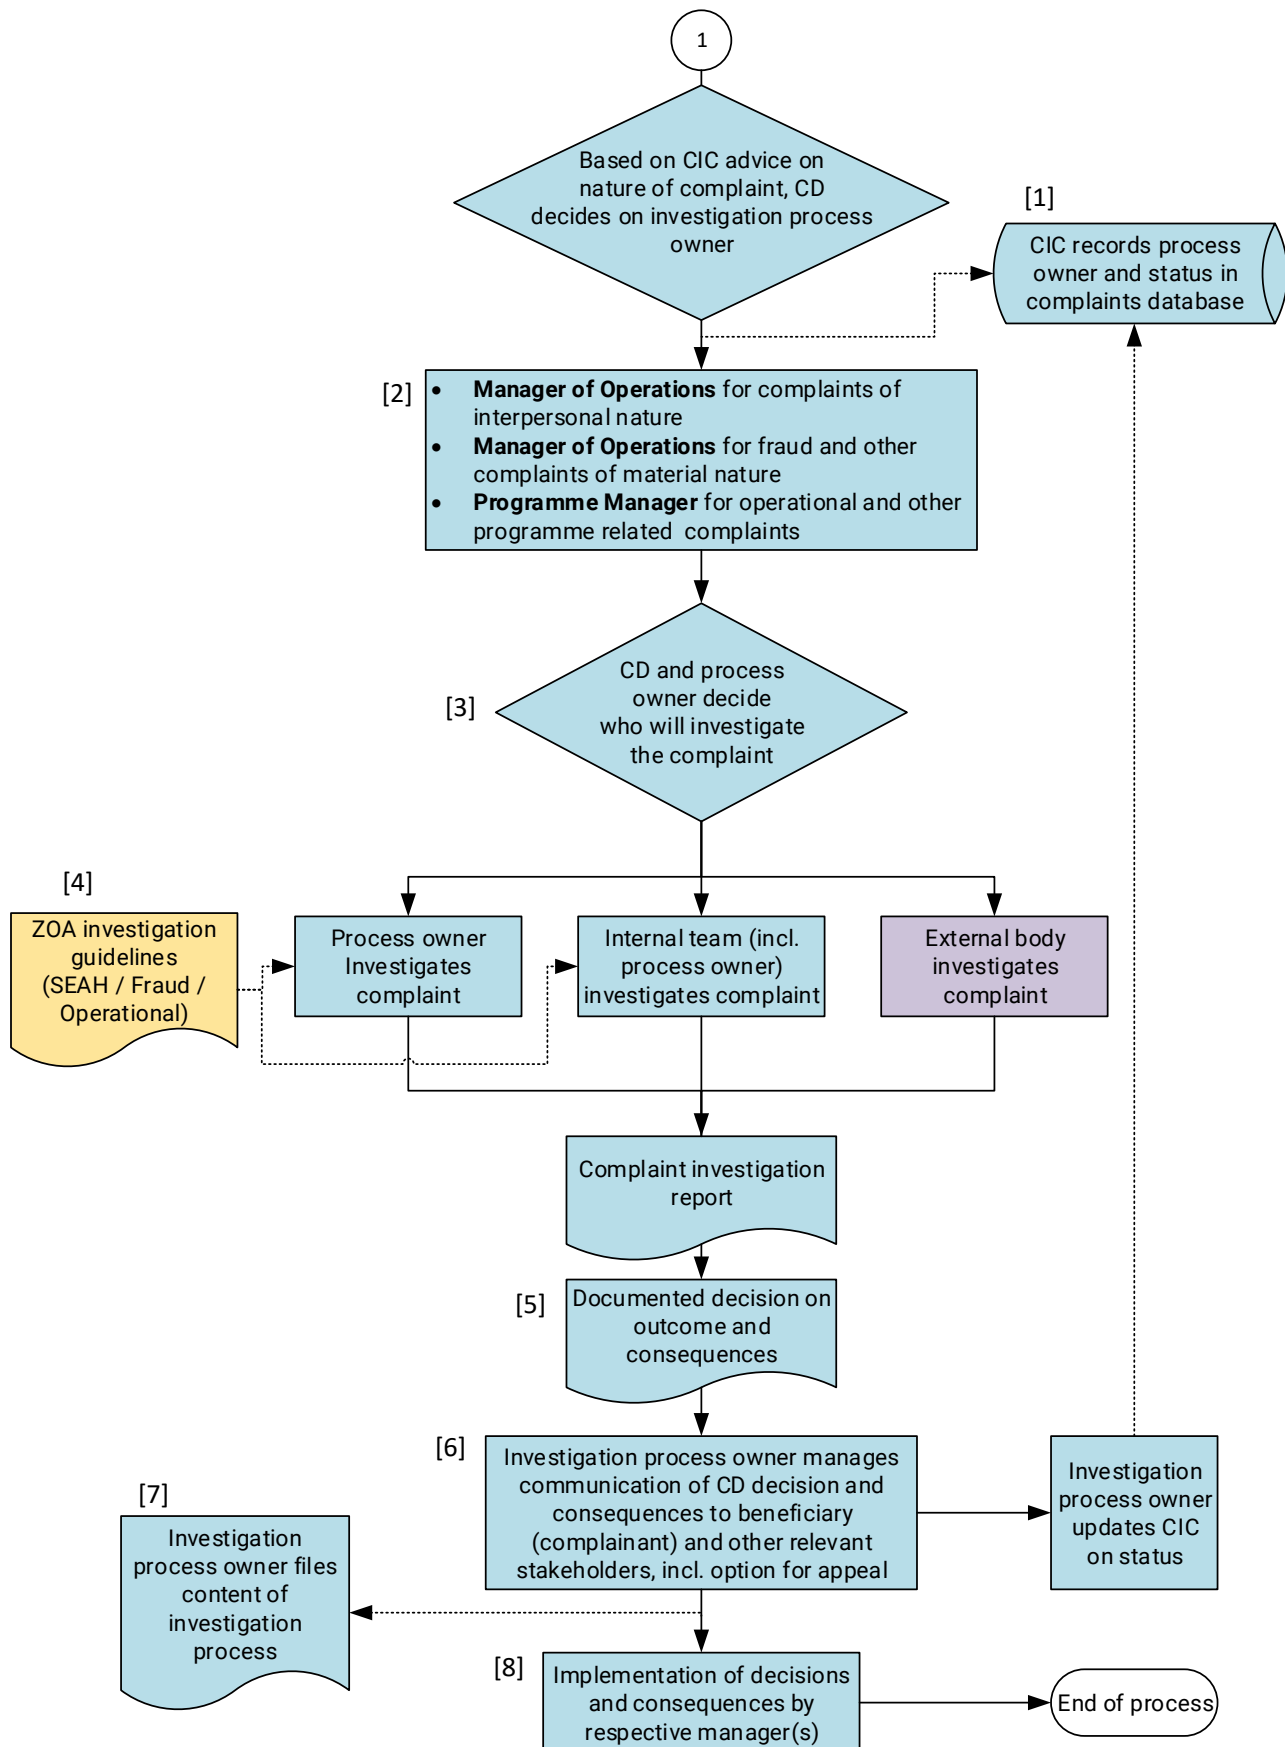 1
Based on CIC advice on
nature of complaint, CD
decides on investigation process
owner
[1]
CIC records process
owner and status in
complaints database
[2]
• Manager of Operations for complaints of
interpersonal nature
• Manager of Operations for fraud and other
complaints of material nature
• Programme Manager for operational and other
programme related complaints
[3]
CD and process
owner decide
who will investigate
the complaint
[4]
ZOA investigation
guidelines
(SEAH / Fraud /
Operational)
Process owner
Investigates
complaint
Internal team (incl.
process owner)
investigates complaint
External body
investigates
complaint
Complaint investigation
report
[5]
Documented decision on
outcome and
consequences
[6]
Investigation process owner manages
communication of CD decision and
consequences to beneficiary
(complainant) and other relevant
stakeholders, incl. option for appeal
Investigation
process owner
updates CIC
on status
[7]
Investigation
process owner files
content of
investigation
process
[8]
Implementation of decisions
and consequences by
respective manager(s)
End of process